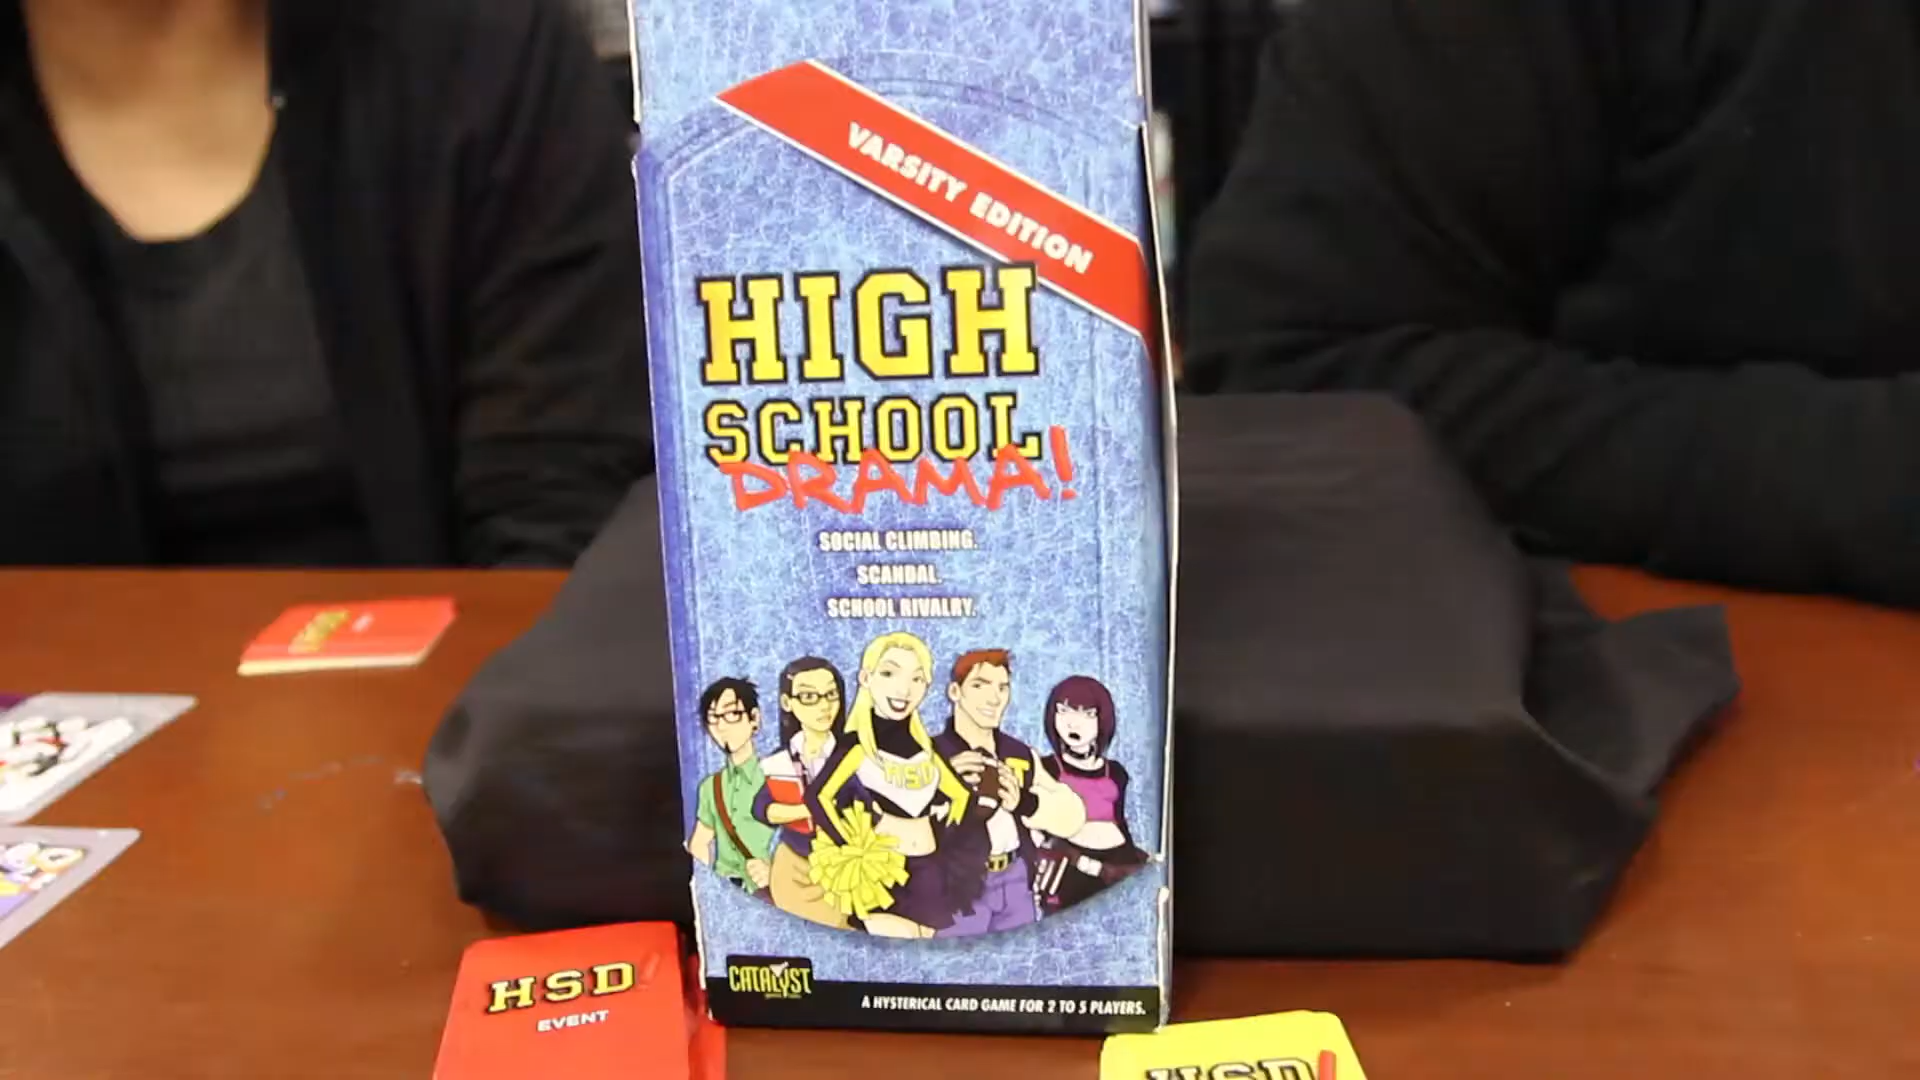 VARSITY EDITION
HIGH
SCHOOL
DRAMA!
SOCIAL CLIMBING.
SCANDAL.
SCHOOL RIVALRY.
HSD
CATALYST
A HYSTERICAL CARD GAME FOR 2 TO 5 PLAYERS.
HSD!
EVENT
HSD!